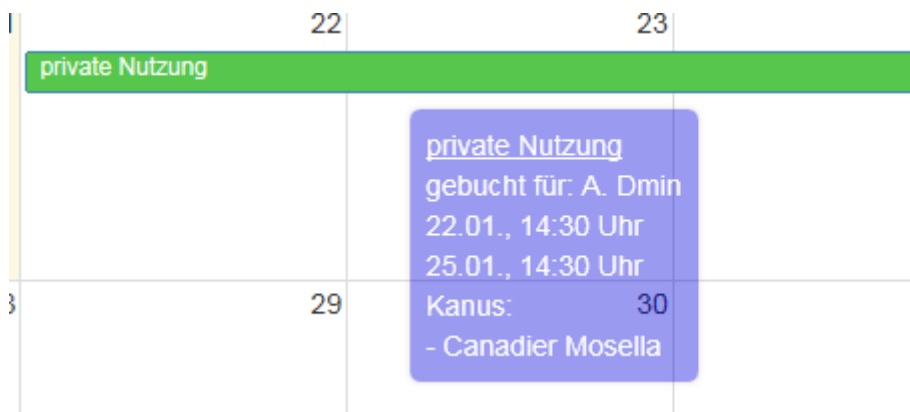 22 23
private Nutzung
private Nutzung
gebucht für: A. Dmin
22.01., 14:30 Uhr
25.01., 14:30 Uhr
29 30
Kanus:
- Canadier Mosella